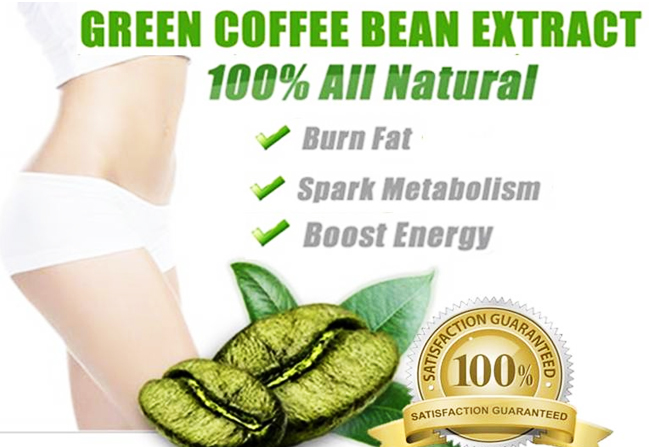 GREEN COFFEE BEAN EXTRACT
100% All Natural
Burn Fat
Spark Metabolism
Boost Energy
SATISFACTION GUARANTEED
100%
SATISFACTION GUARANTEED